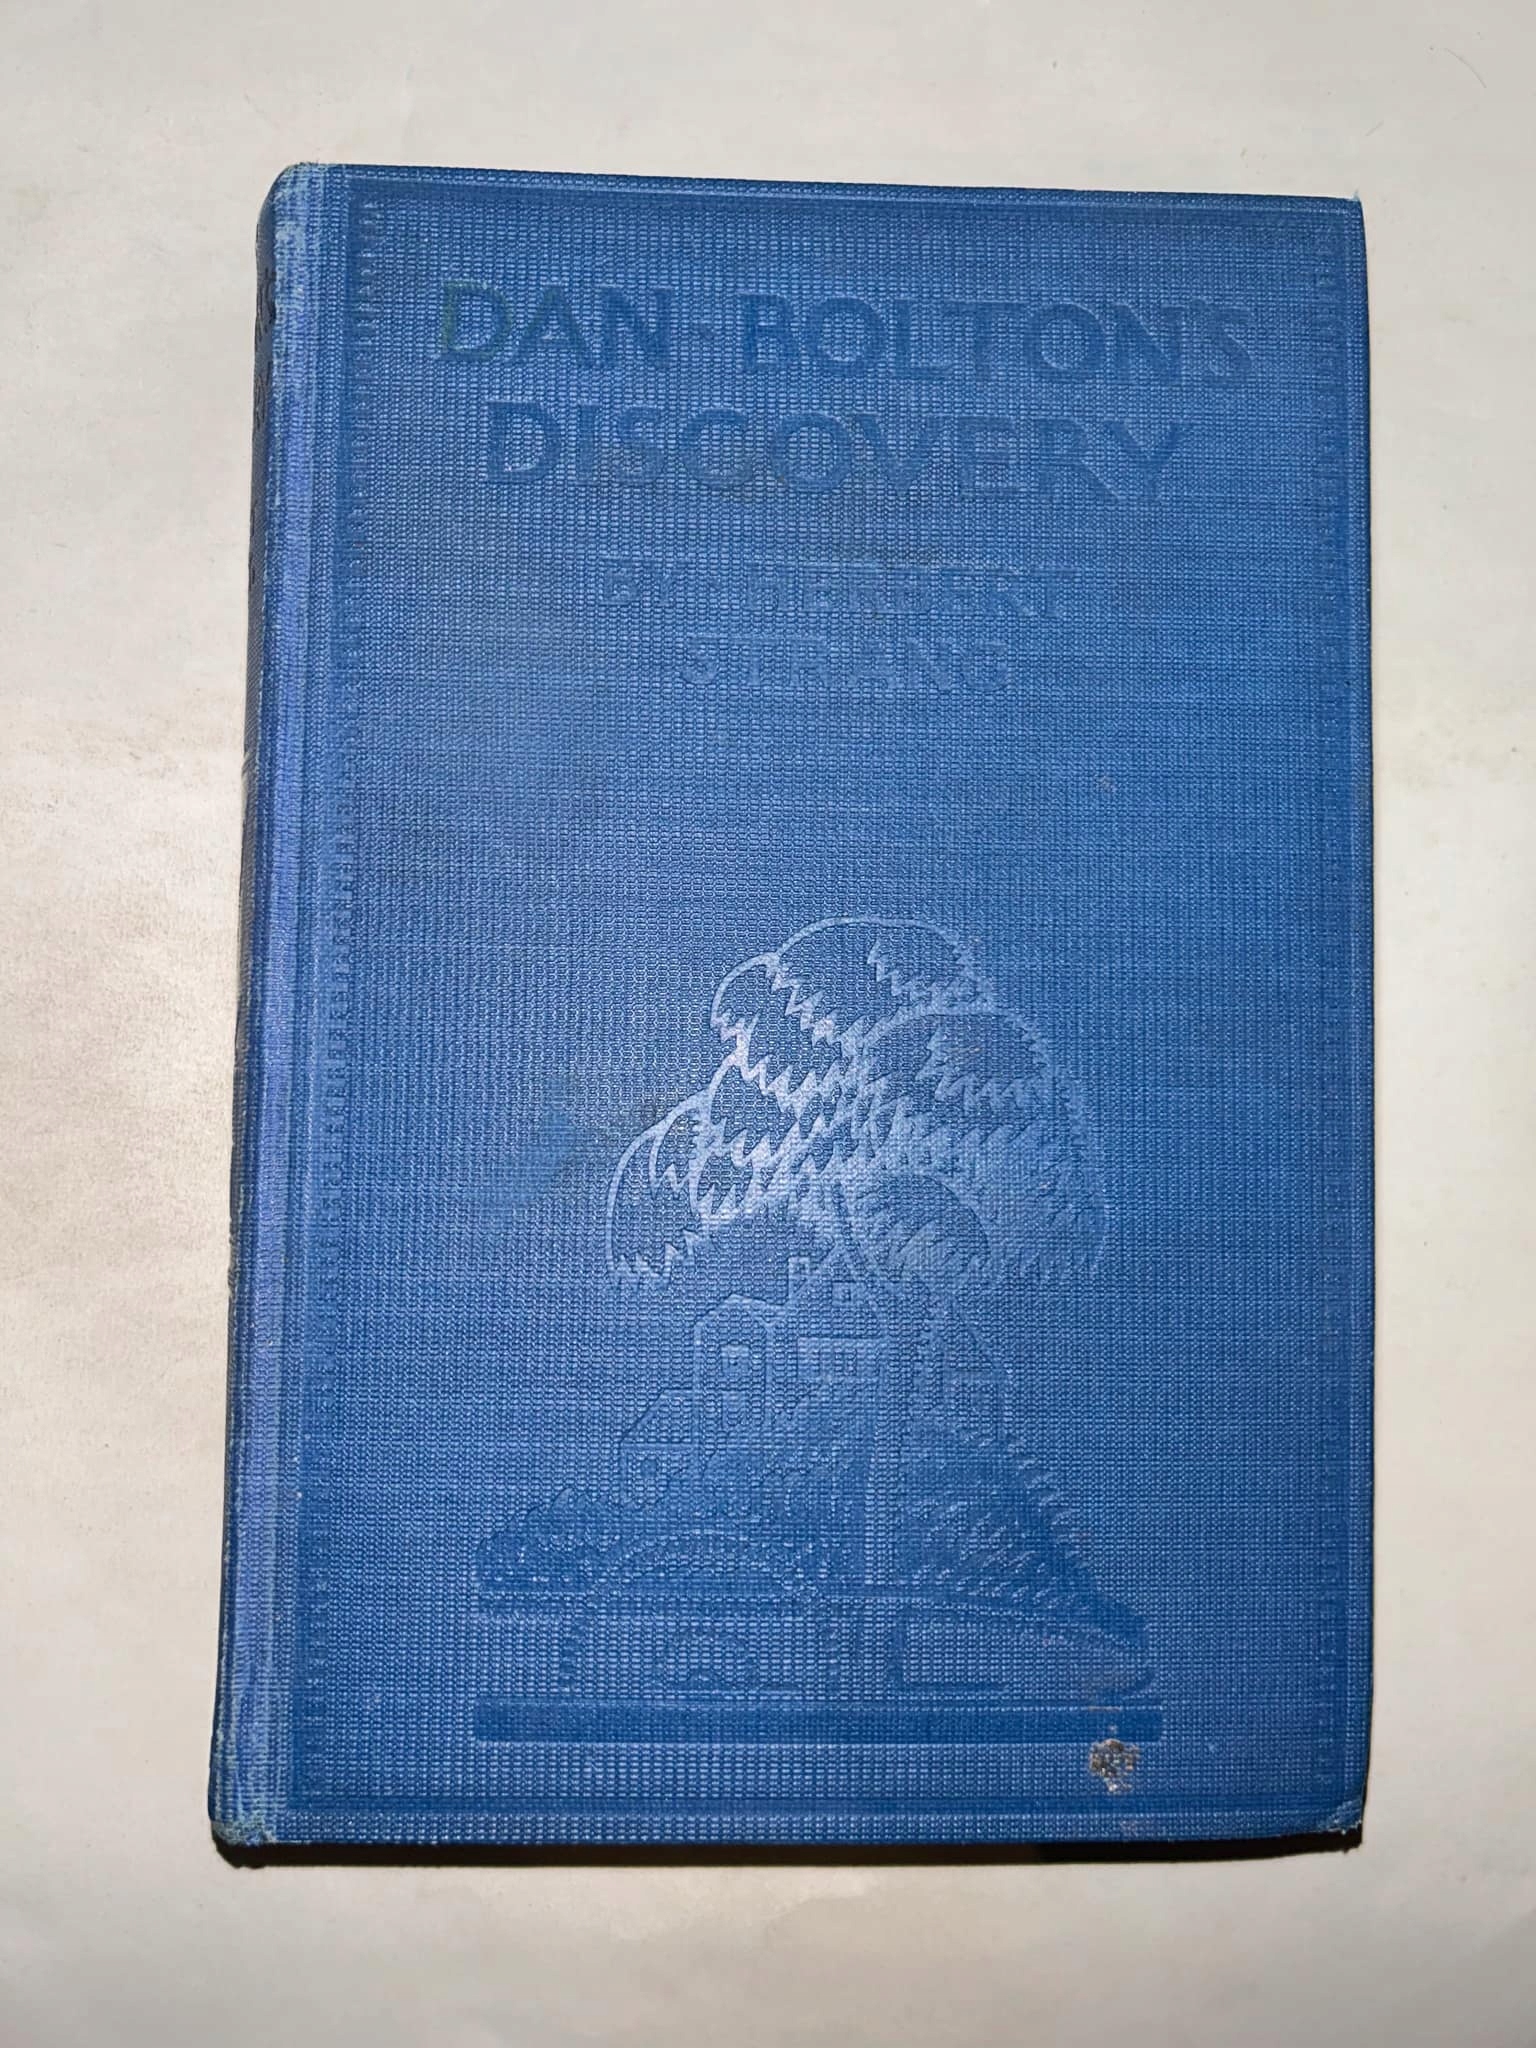 DAN · BOLTON'S
DISCOVERY
BY · HERBERT
STRANG